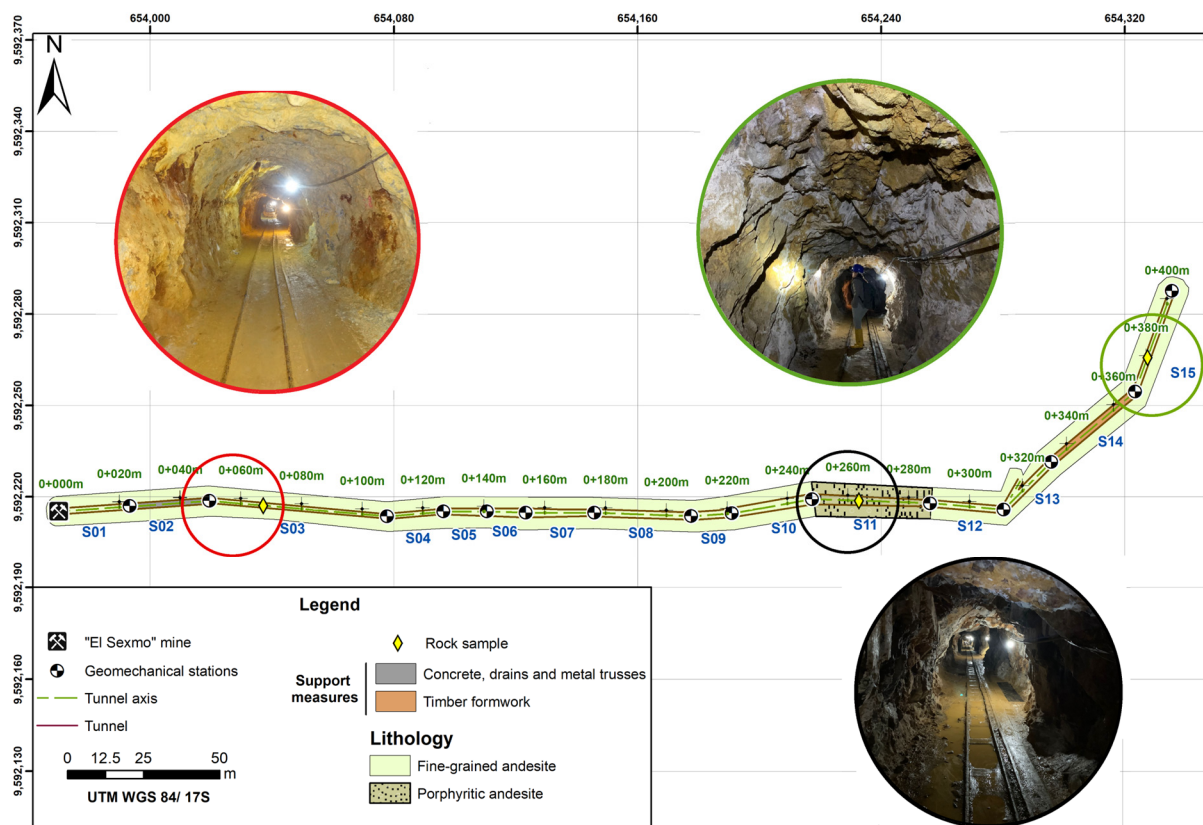 654,000 654,080 654,160 654,240 654,320
9,592,370
N
9,592,340
9,592,310
9,592,280
0+400m
0+380m
S15
0+360m
9,592,250
0+340m
S14
0+320m
S13
0+000m 0+020m 0+040m 0+060m 0+080m 0+100m 0+120m 0+140m 0+160m 0+180m 0+200m 0+220m 0+240m 0+260m 0+280m 0+300m
9,592,220
S01 S02 S03 S04 S05 S06 S07 S08 S09 S10 S11 S12
9,592,190
Legend
"El Sexmo" mine
Geomechanical stations
Tunnel axis
Tunnel
0 12.5 25 50
m
UTM WGS 84/ 17S
Rock sample
Support measures
Concrete, drains and metal trusses
Timber formwork
Lithology
Fine-grained andesite
Porphyritic andesite
9,592,160
9,592,130